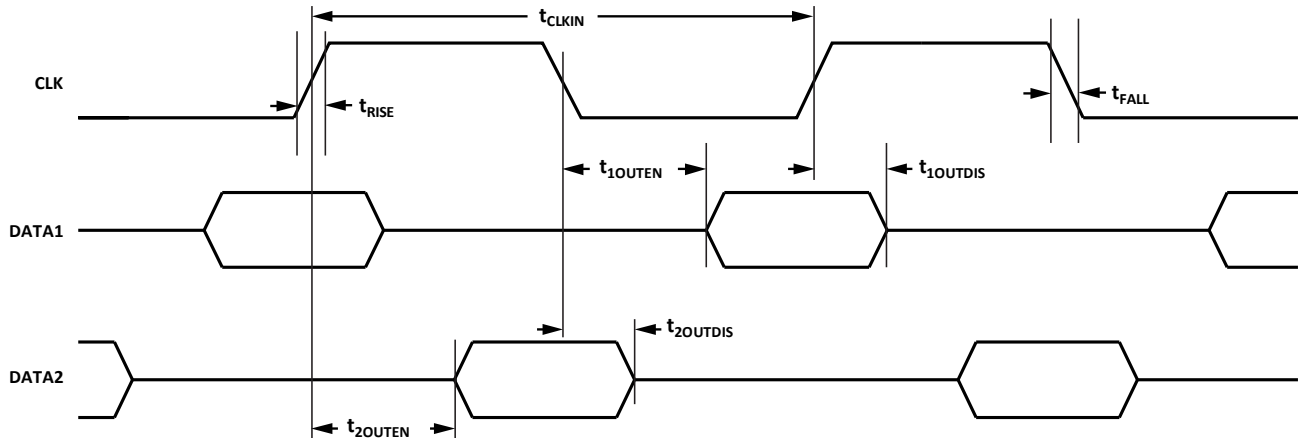 tCLKIN
CLK
tRISE
tFALL
t1OUTEN
t1OUTDIS
DATA1
t2OUTDIS
DATA2
t2OUTEN